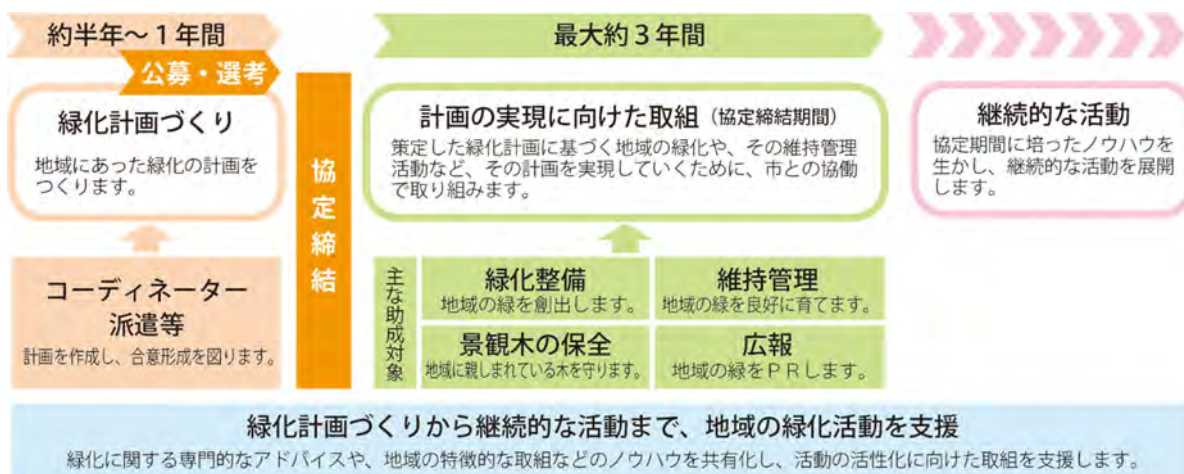 約半年～１年間
公募・選考
緑化計画づくり
地域にあった緑化の計画を
つくります。
コーディネーター
派遣等
計画を作成し、合意形成を図ります。
協定締結
最大約３年間
計画の実現に向けた取組（協定締結期間）
策定した緑化計画に基づく地域の緑化や、その維持管理
活動など、その計画を実現していくために、市との協働
で取り組みます。
主な助成対象
緑化整備
地域の緑を創出します。
維持管理
地域の緑を良好に育てます。
景観木の保全
地域に親しまれている木を守ります。
広報
地域の緑をＰＲします。
継続的な活動
協定期間に培ったノウハウを
生かし、継続的な活動を展開
します。
緑化計画づくりから継続的な活動まで、地域の緑化活動を支援
緑化に関する専門的なアドバイスや、地域の特徴的な取組などのノウハウを共有化し、活動の活性化に向けた取組を支援します。